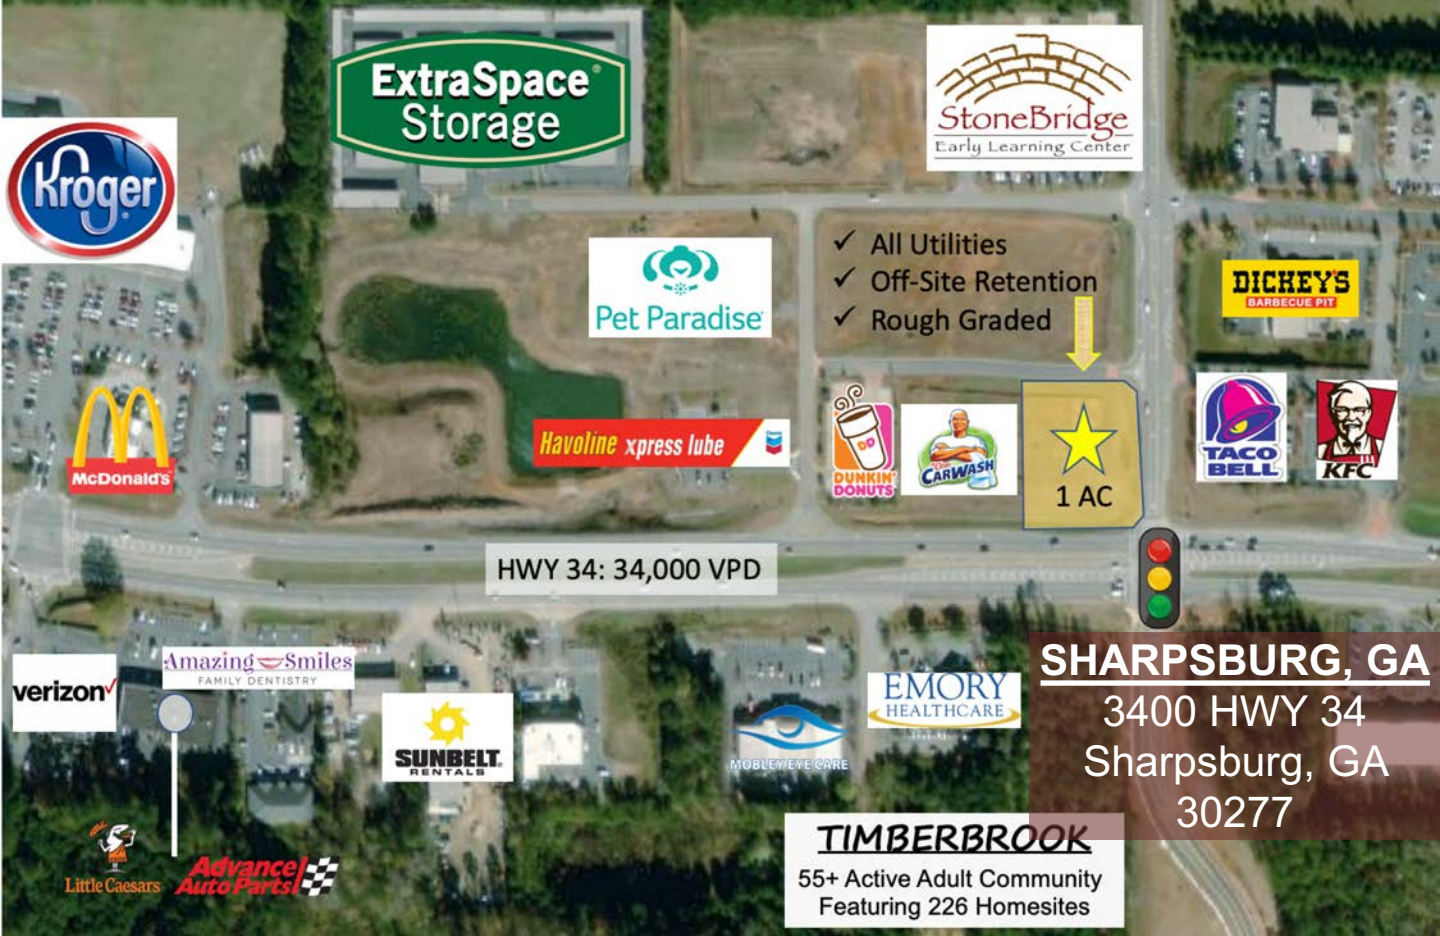 ExtraSpace®
Storage
StoneBridge
Early Learning Center
Kroger
✓ All Utilities
✓ Off-Site Retention
✓ Rough Graded
Pet Paradise
DICKEY'S
BARBECUE PIT
McDonald's
Havoline xpress lube
DD
DUNKIN'
DONUTS
CARWASH
1 AC
TACO
BELL
KFC
HWY 34: 34,000 VPD
verizon✓
Amazing Smiles
FAMILY DENTISTRY
SUNBELT
RENTALS
MOBLEY EYE CARE
EMORY
HEALTHCARE
SHARPSBURG, GA
3400 HWY 34
Sharpsburg, GA
30277
Little Caesars
Advance
Auto Parts
TIMBERBROOK
55+ Active Adult Community
Featuring 226 Homesites